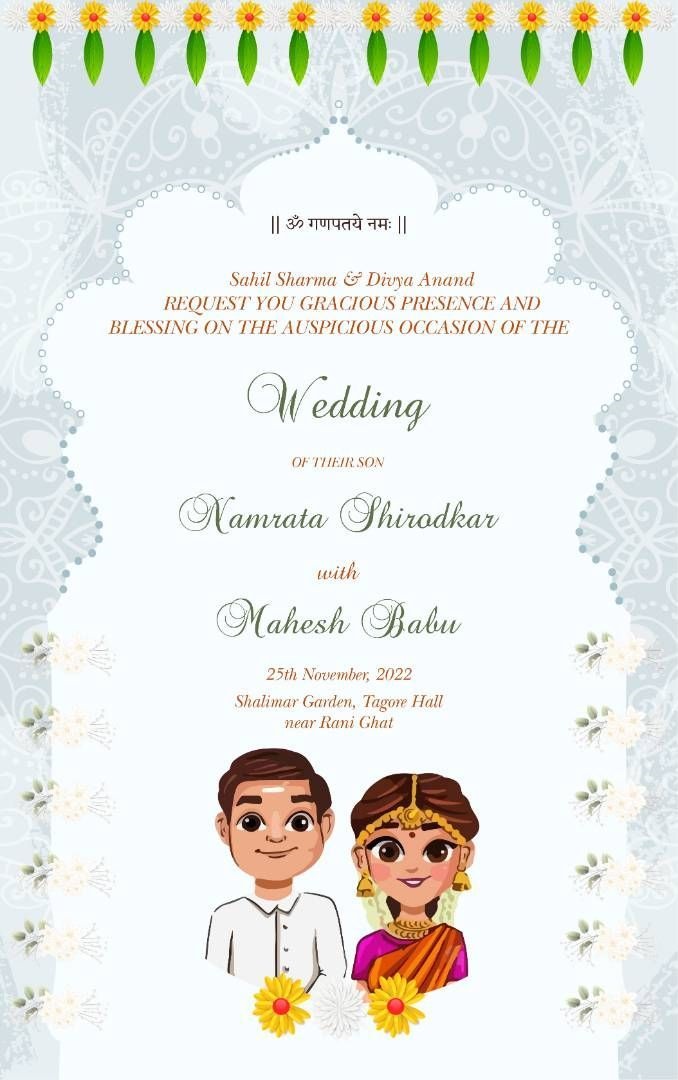 || ॐ गणपतये नमः ||
Sahil Sharma & Divya Anand
REQUEST YOU GRACIOUS PRESENCE AND
BLESSING ON THE AUSPICIOUS OCCASION OF THE
Wedding
OF THEIR SON
Namrata Shirodkar
with
Mahesh Babu
25th November, 2022
Shalimar Garden, Tagore Hall
near Rani Ghat